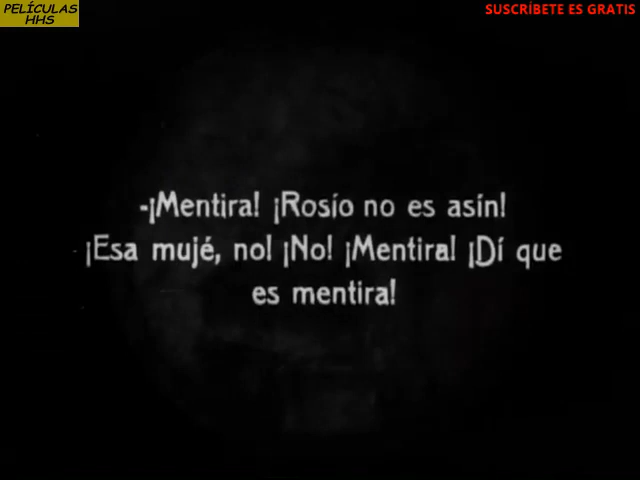 PELÍCULAS
HHS
SUSCRÍBETE ES GRATIS
-¡Mentira! ¡Rosío no es asín!
¡Esa mujé, no! ¡No! ¡Mentira! ¡Dí que
es mentira!